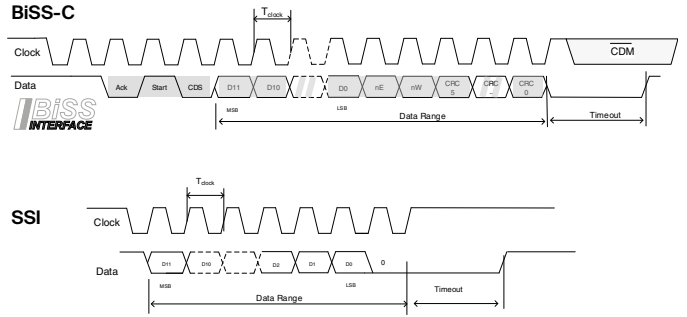 BiSS-C
Tclock
Clock
CDM
Data
Ack Start CDS D11 D10 D0 nE nW CRC 5 CRC - CRC 0
MSB LSB
Data Range
Timeout
BiSS
INTERFACE
Tclock
SSI
Clock
Data
D11 D10 D2 D1 D0 0
MSB LSB
Data Range
Timeout